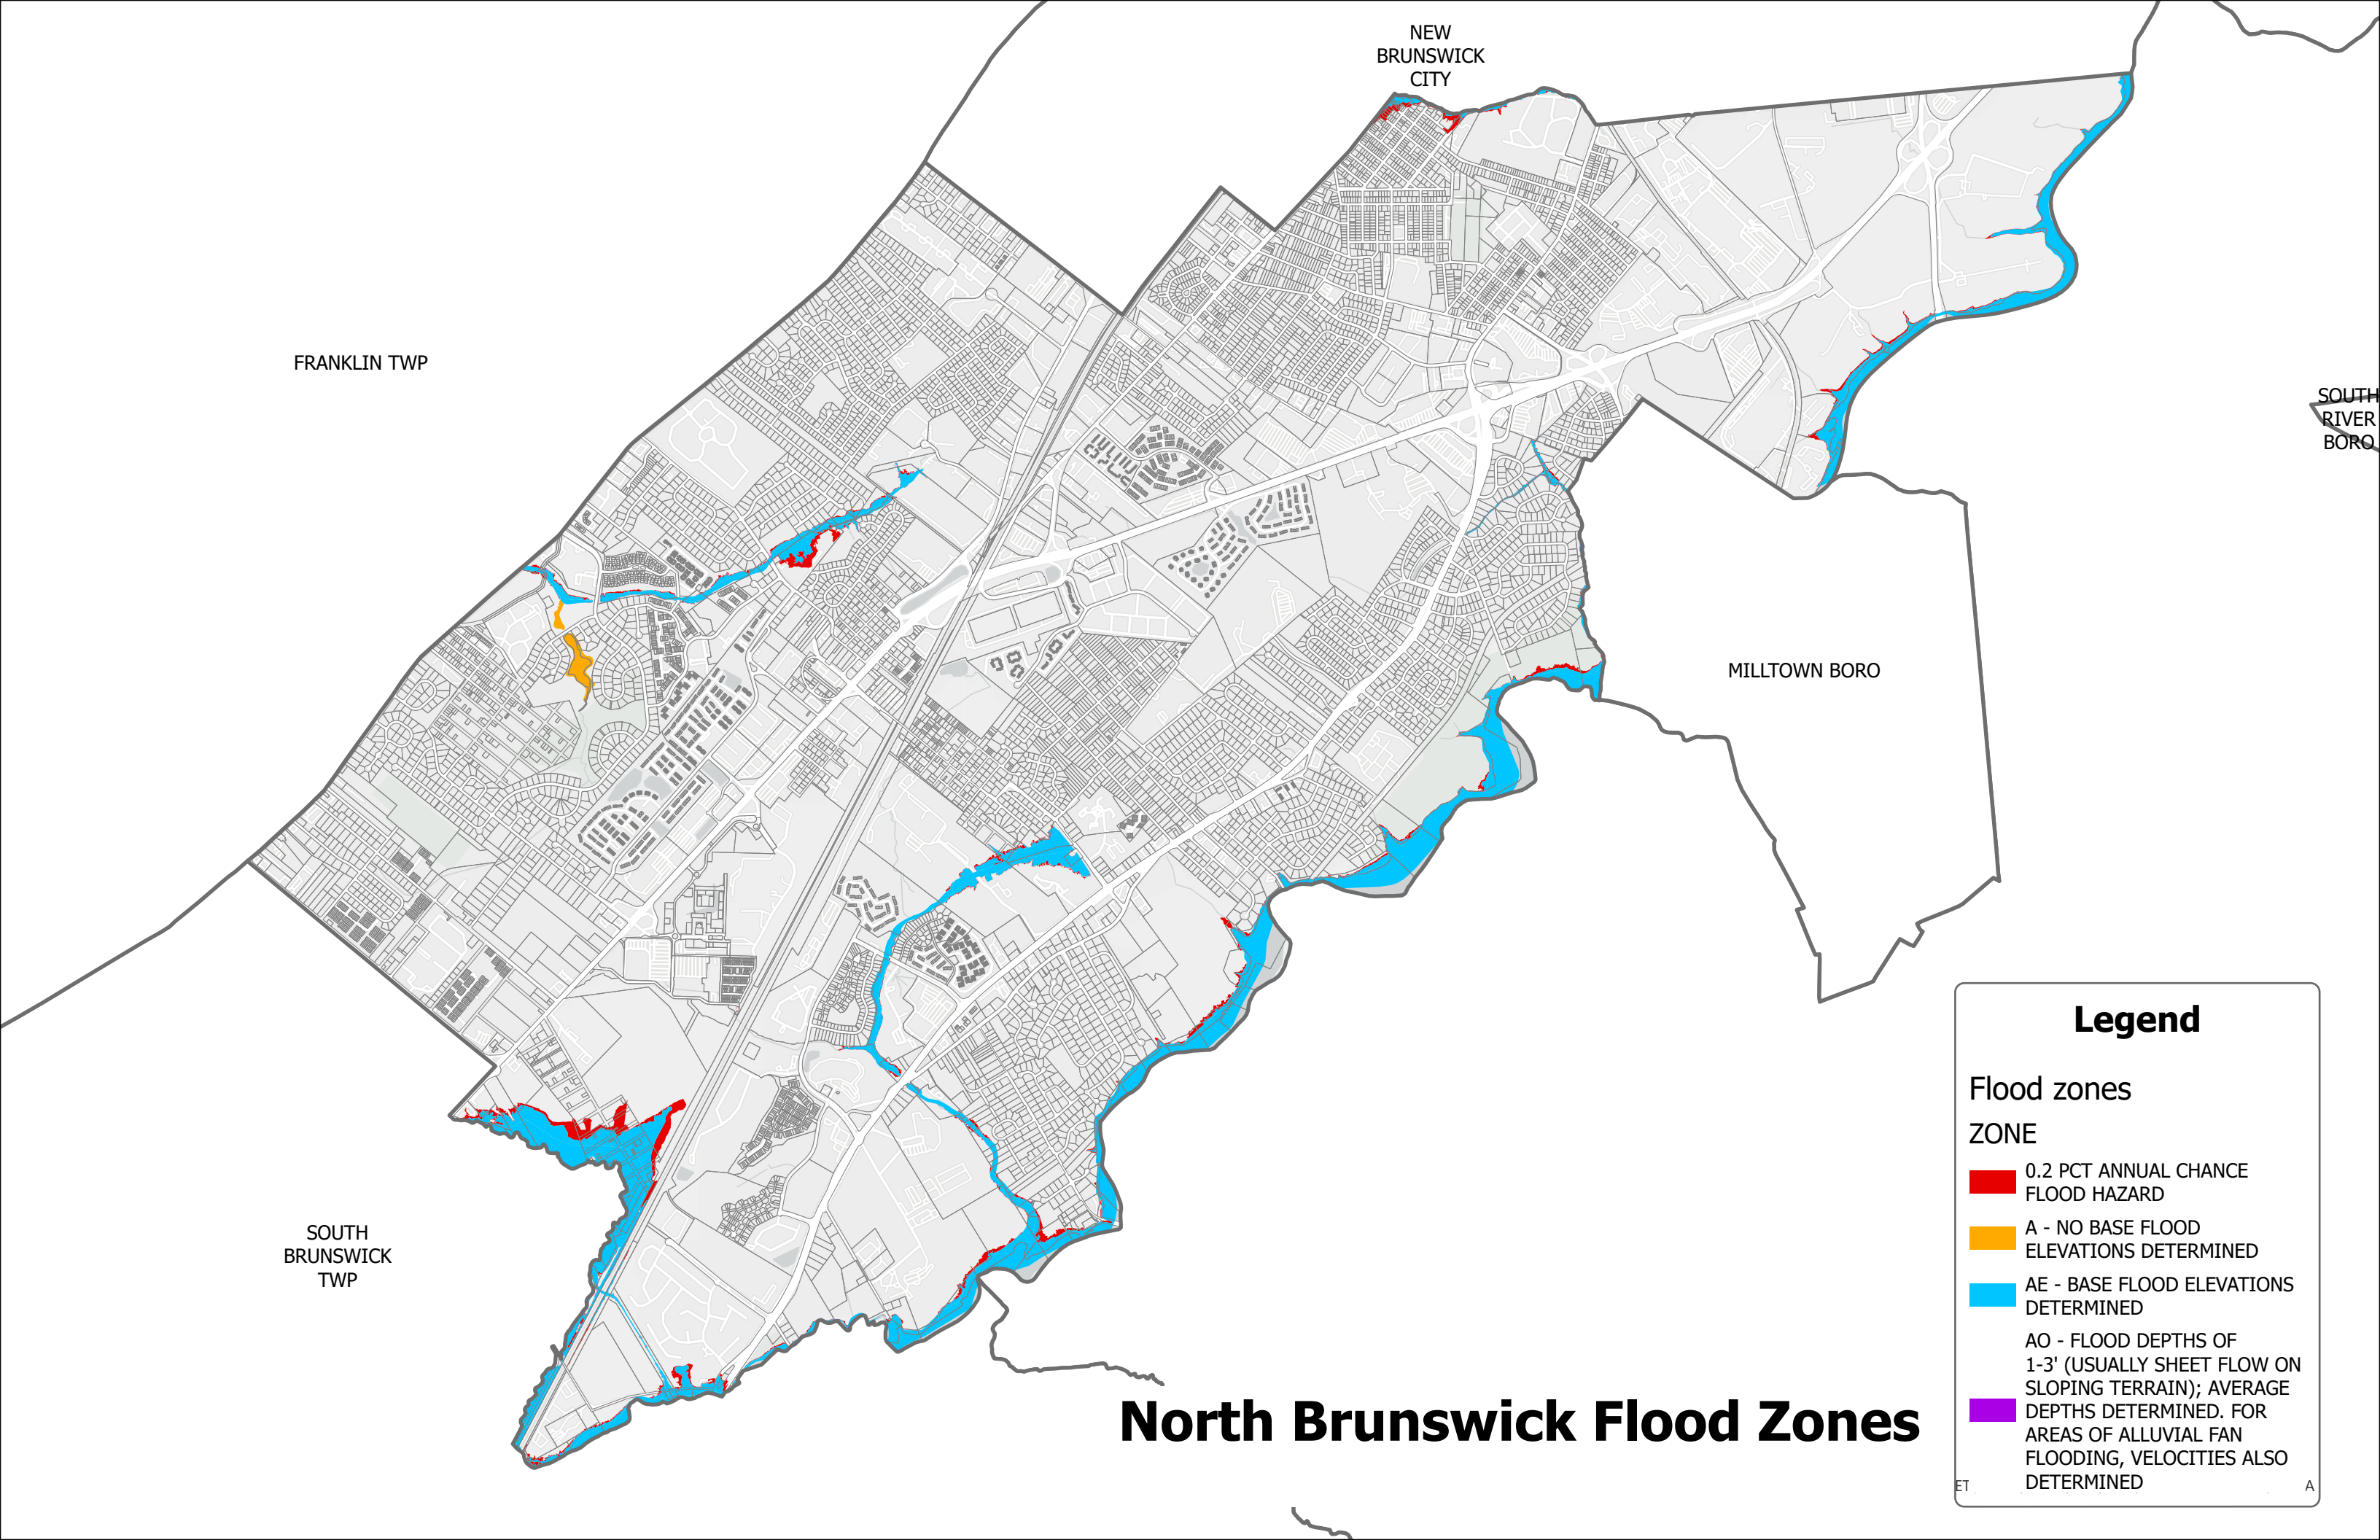 NEW
BRUNSWICK
CITY
FRANKLIN TWP
SOUTH
RIVER
BORO
MILLTOWN BORO
SOUTH
BRUNSWICK
TWP
North Brunswick Flood Zones
Legend
Flood zones
ZONE
0.2 PCT ANNUAL CHANCE
FLOOD HAZARD
A - NO BASE FLOOD
ELEVATIONS DETERMINED
AE - BASE FLOOD ELEVATIONS
DETERMINED
AO - FLOOD DEPTHS OF
1-3' (USUALLY SHEET FLOW ON
SLOPING TERRAIN); AVERAGE
DEPTHS DETERMINED. FOR
AREAS OF ALLUVIAL FAN
FLOODING, VELOCITIES ALSO
DETERMINED